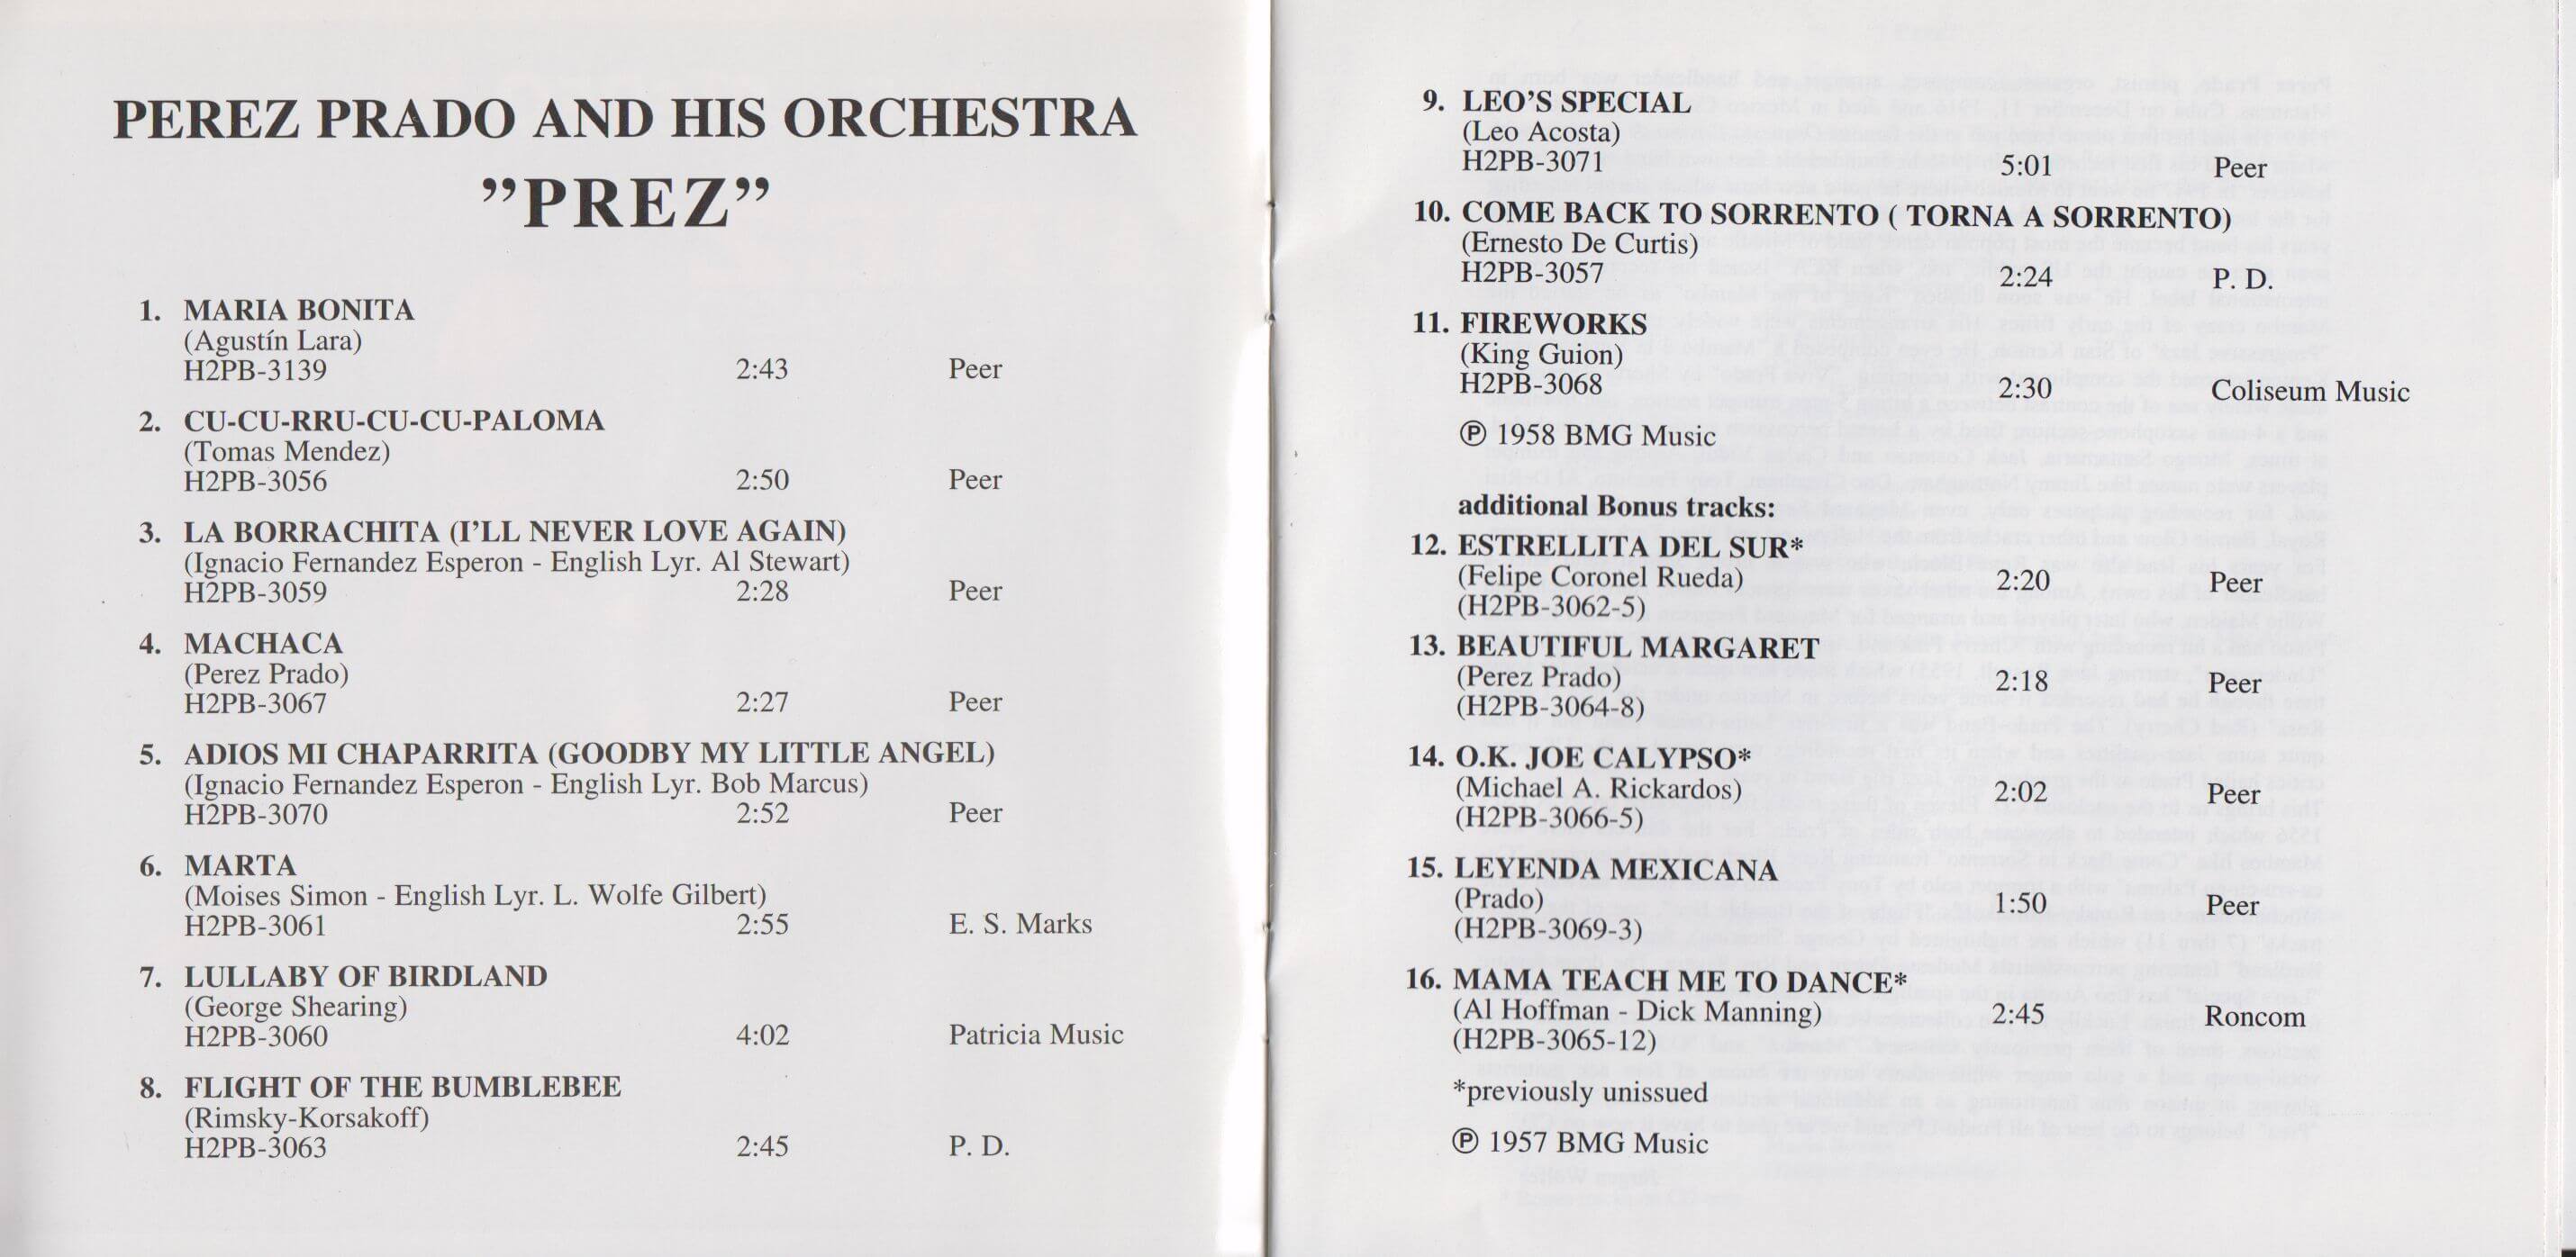 PEREZ PRADO AND HIS ORCHESTRA
”PREZ”
1. MARIA BONITA
(Agustín Lara)
H2PB-3139 2:43 Peer
2. CU-CU-RRU-CU-CU-PALOMA
(Tomas Mendez)
H2PB-3056 2:50 Peer
3. LA BORRACHITA (I’LL NEVER LOVE AGAIN)
(Ignacio Fernandez Esperon - English Lyr. Al Stewart)
H2PB-3059 2:28 Peer
4. MACHACA
(Perez Prado)
H2PB-3067 2:27 Peer
5. ADIOS MI CHAPARRITA (GOODBY MY LITTLE ANGEL)
(Ignacio Fernandez Esperon - English Lyr. Bob Marcus)
H2PB-3070 2:52 Peer
6. MARTA
(Moises Simon - English Lyr. L. Wolfe Gilbert)
H2PB-3061 2:55 E. S. Marks
7. LULLABY OF BIRDLAND
(George Shearing)
H2PB-3060 4:02 Patricia Music
8. FLIGHT OF THE BUMBLEBEE
(Rimsky-Korsakoff)
H2PB-3063 2:45 P. D.
9. LEO’S SPECIAL
(Leo Acosta)
H2PB-3071 5:01 Peer
10. COME BACK TO SORRENTO ( TORNA A SORRENTO)
(Ernesto De Curtis)
H2PB-3057 2:24 P. D.
11. FIREWORKS
(King Guion)
H2PB-3068 2:30 Coliseum Music
℗ 1958 BMG Music
additional Bonus tracks:
12. ESTRELLITA DEL SUR*
(Felipe Coronel Rueda) 2:20 Peer
(H2PB-3062-5)
13. BEAUTIFUL MARGARET
(Perez Prado) 2:18 Peer
(H2PB-3064-8)
14. O.K. JOE CALYPSO*
(Michael A. Rickardos) 2:02 Peer
(H2PB-3066-5)
15. LEYENDA MEXICANA
(Prado) 1:50 Peer
(H2PB-3069-3)
16. MAMA TEACH ME TO DANCE*
(Al Hoffman - Dick Manning) 2:45 Roncom
(H2PB-3065-12)
*previously unissued
℗ 1957 BMG Music